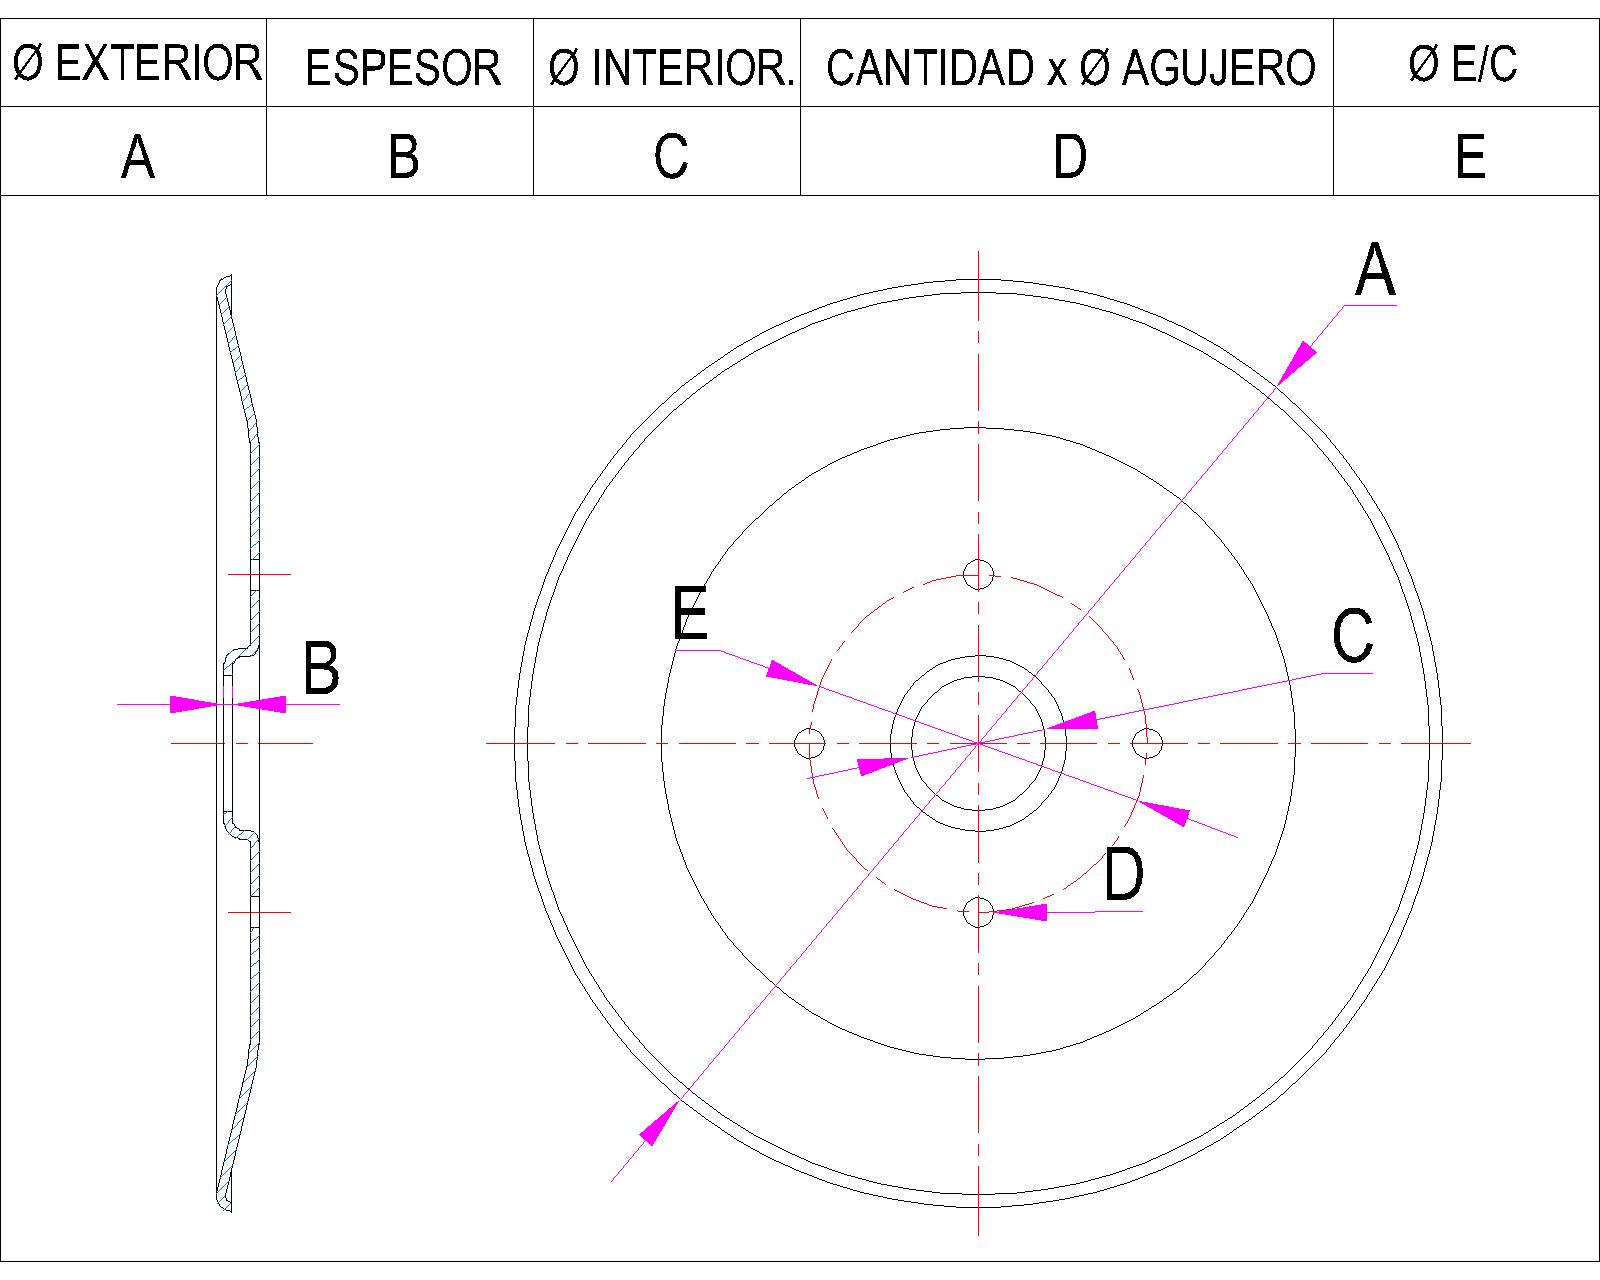 Ø EXTERIOR ESPESOR Ø INTERIOR. CANTIDAD x Ø AGUJERO Ø E/C
A B C D E
A
E
C
B
D